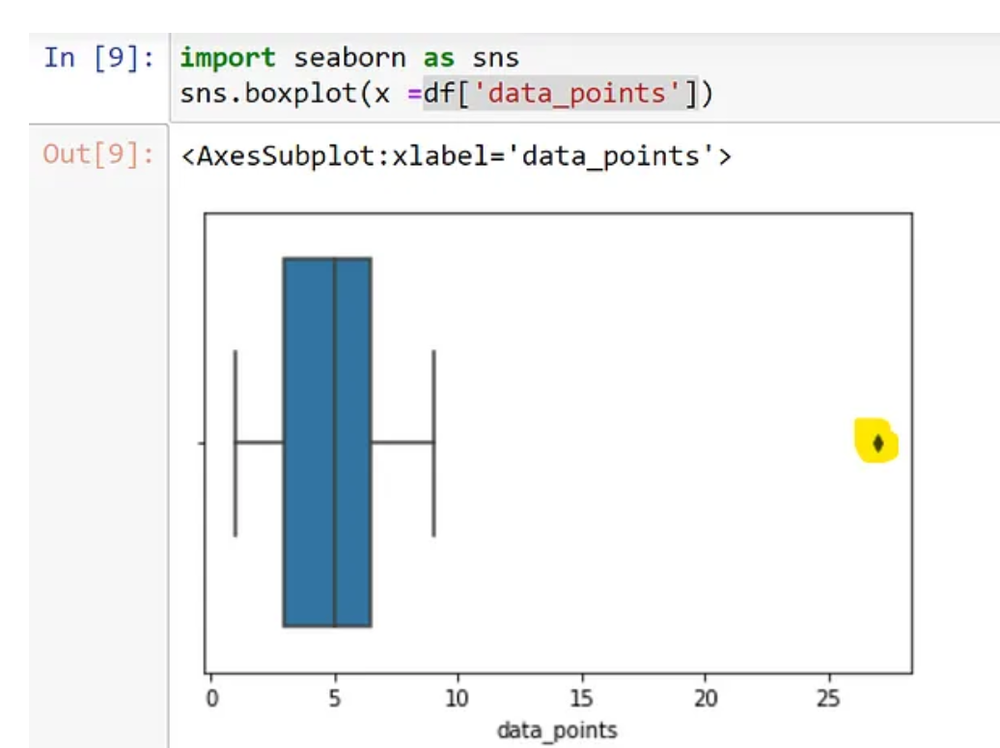 In [9]: import seaborn as sns
sns.boxplot(x =df['data_points'])
Out[9]: <AxesSubplot:xlabel='data_points'>
0 5 10 15 20 25
data_points